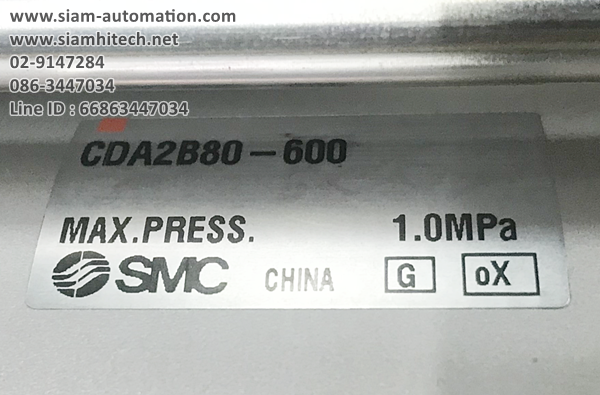 www.siam-automation.com
www.siamhitech.net
02-9147284
086-3447034
Line ID : 66863447034
CDA2B80-600
MAX.PRESS. 1.0MPa
SMC CHINA G oX